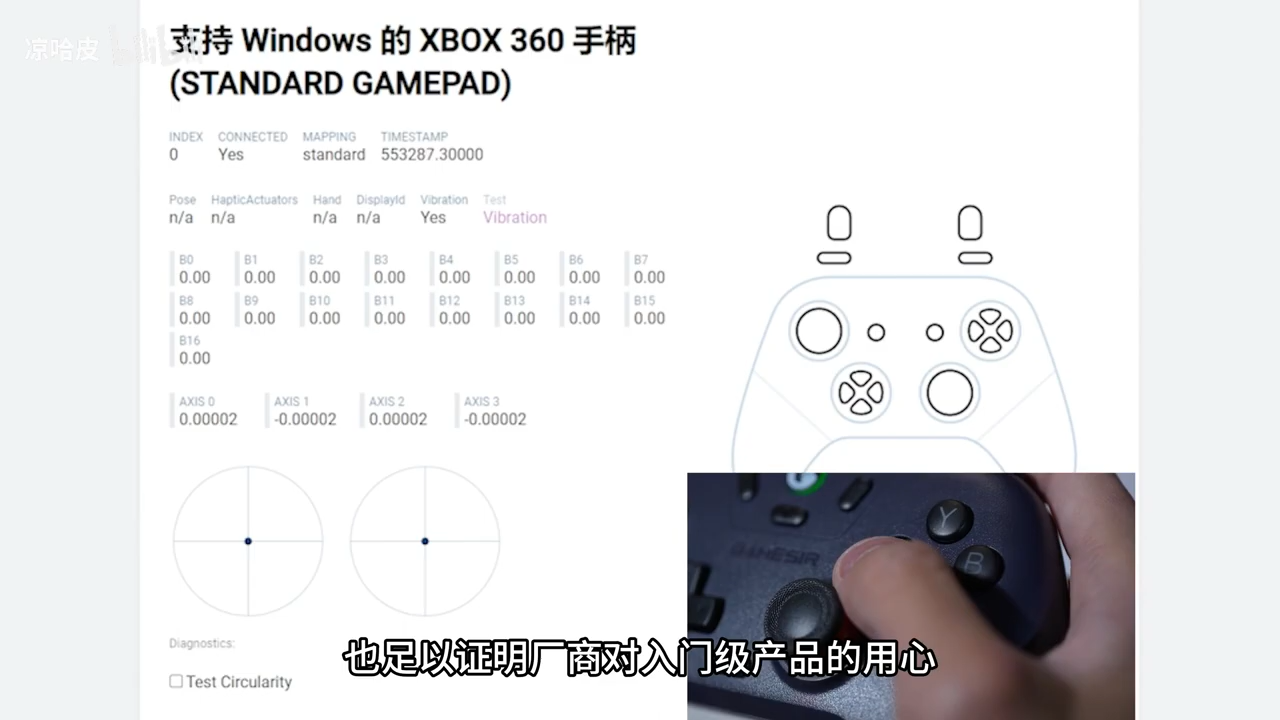 凉哈皮 bilibili
支持 Windows 的 XBOX 360 手柄
(STANDARD GAMEPAD)
INDEX CONNECTED MAPPING TIMESTAMP
0 Yes standard 553287.30000
Pose HapticActuators Hand DisplayId Vibration Test
n/a n/a n/a n/a Yes Vibration
B0 B1 B2 B3 B4 B5 B6 B7
0.00 0.00 0.00 0.00 0.00 0.00 0.00 0.00
B8 B9 B10 B11 B12 B13 B14 B15
0.00 0.00 0.00 0.00 0.00 0.00 0.00 0.00
B16
0.00
AXIS 0 AXIS 1 AXIS 2 AXIS 3
0.00002 -0.00002 0.00002 -0.00002
Y
GAMESIR
B
Diagnostics:
也足以证明厂商对入门级产品的用心
Test Circularity